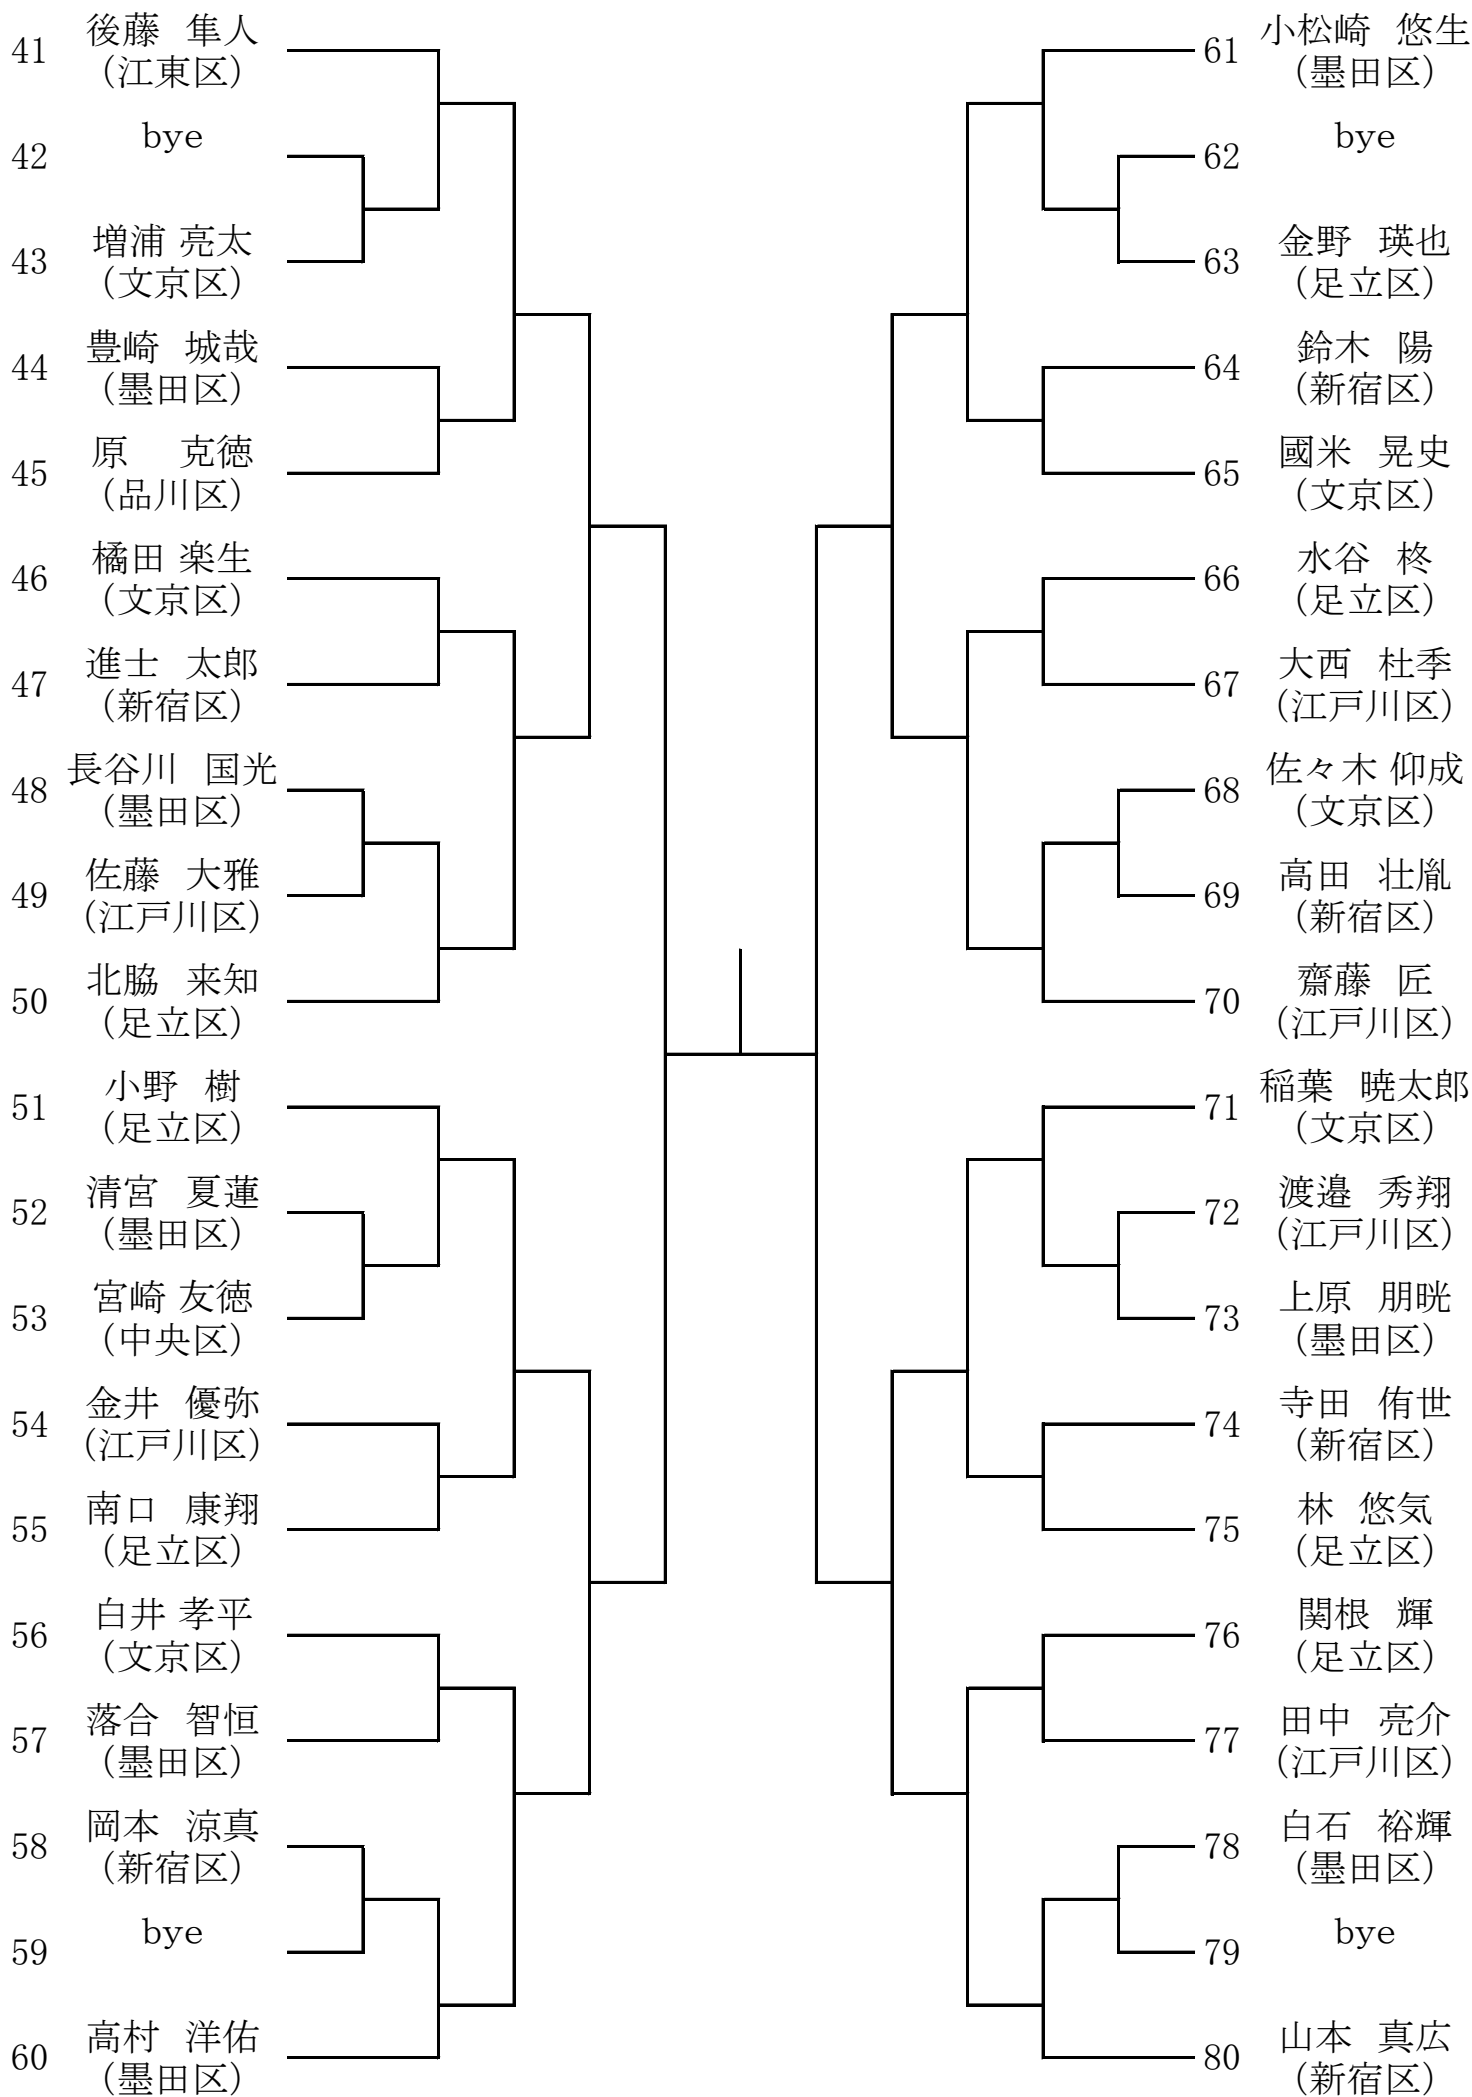 41 後藤 隼人
(江東区)
42 bye
43 増浦 亮太
(文京区)
44 豊崎 城哉
(墨田区)
45 原 克徳
(品川区)
46 橘田 楽生
(文京区)
47 進士 太郎
(新宿区)
48 長谷川 国光
(墨田区)
49 佐藤 大雅
(江戸川区)
50 北脇 来知
(足立区)
51 小野 樹
(足立区)
52 清宮 夏蓮
(墨田区)
53 宮崎 友徳
(中央区)
54 金井 優弥
(江戸川区)
55 南口 康翔
(足立区)
56 白井 孝平
(文京区)
57 落合 智恒
(墨田区)
58 岡本 涼真
(新宿区)
59 bye
60 高村 洋佑
(墨田区)
61 小松崎 悠生
(墨田区)
62 bye
63 金野 瑛也
(足立区)
64 鈴木 陽
(新宿区)
65 國米 晃史
(文京区)
66 水谷 柊
(足立区)
67 大西 杜季
(江戸川区)
68 佐々木 仰成
(文京区)
69 高田 壮胤
(新宿区)
70 齋藤 匠
(江戸川区)
71 稲葉 暁太郎
(文京区)
72 渡邉 秀翔
(江戸川区)
73 上原 朋晄
(墨田区)
74 寺田 侑世
(新宿区)
75 林 悠気
(足立区)
76 関根 輝
(足立区)
77 田中 亮介
(江戸川区)
78 白石 裕輝
(墨田区)
79 bye
80 山本 真広
(新宿区)